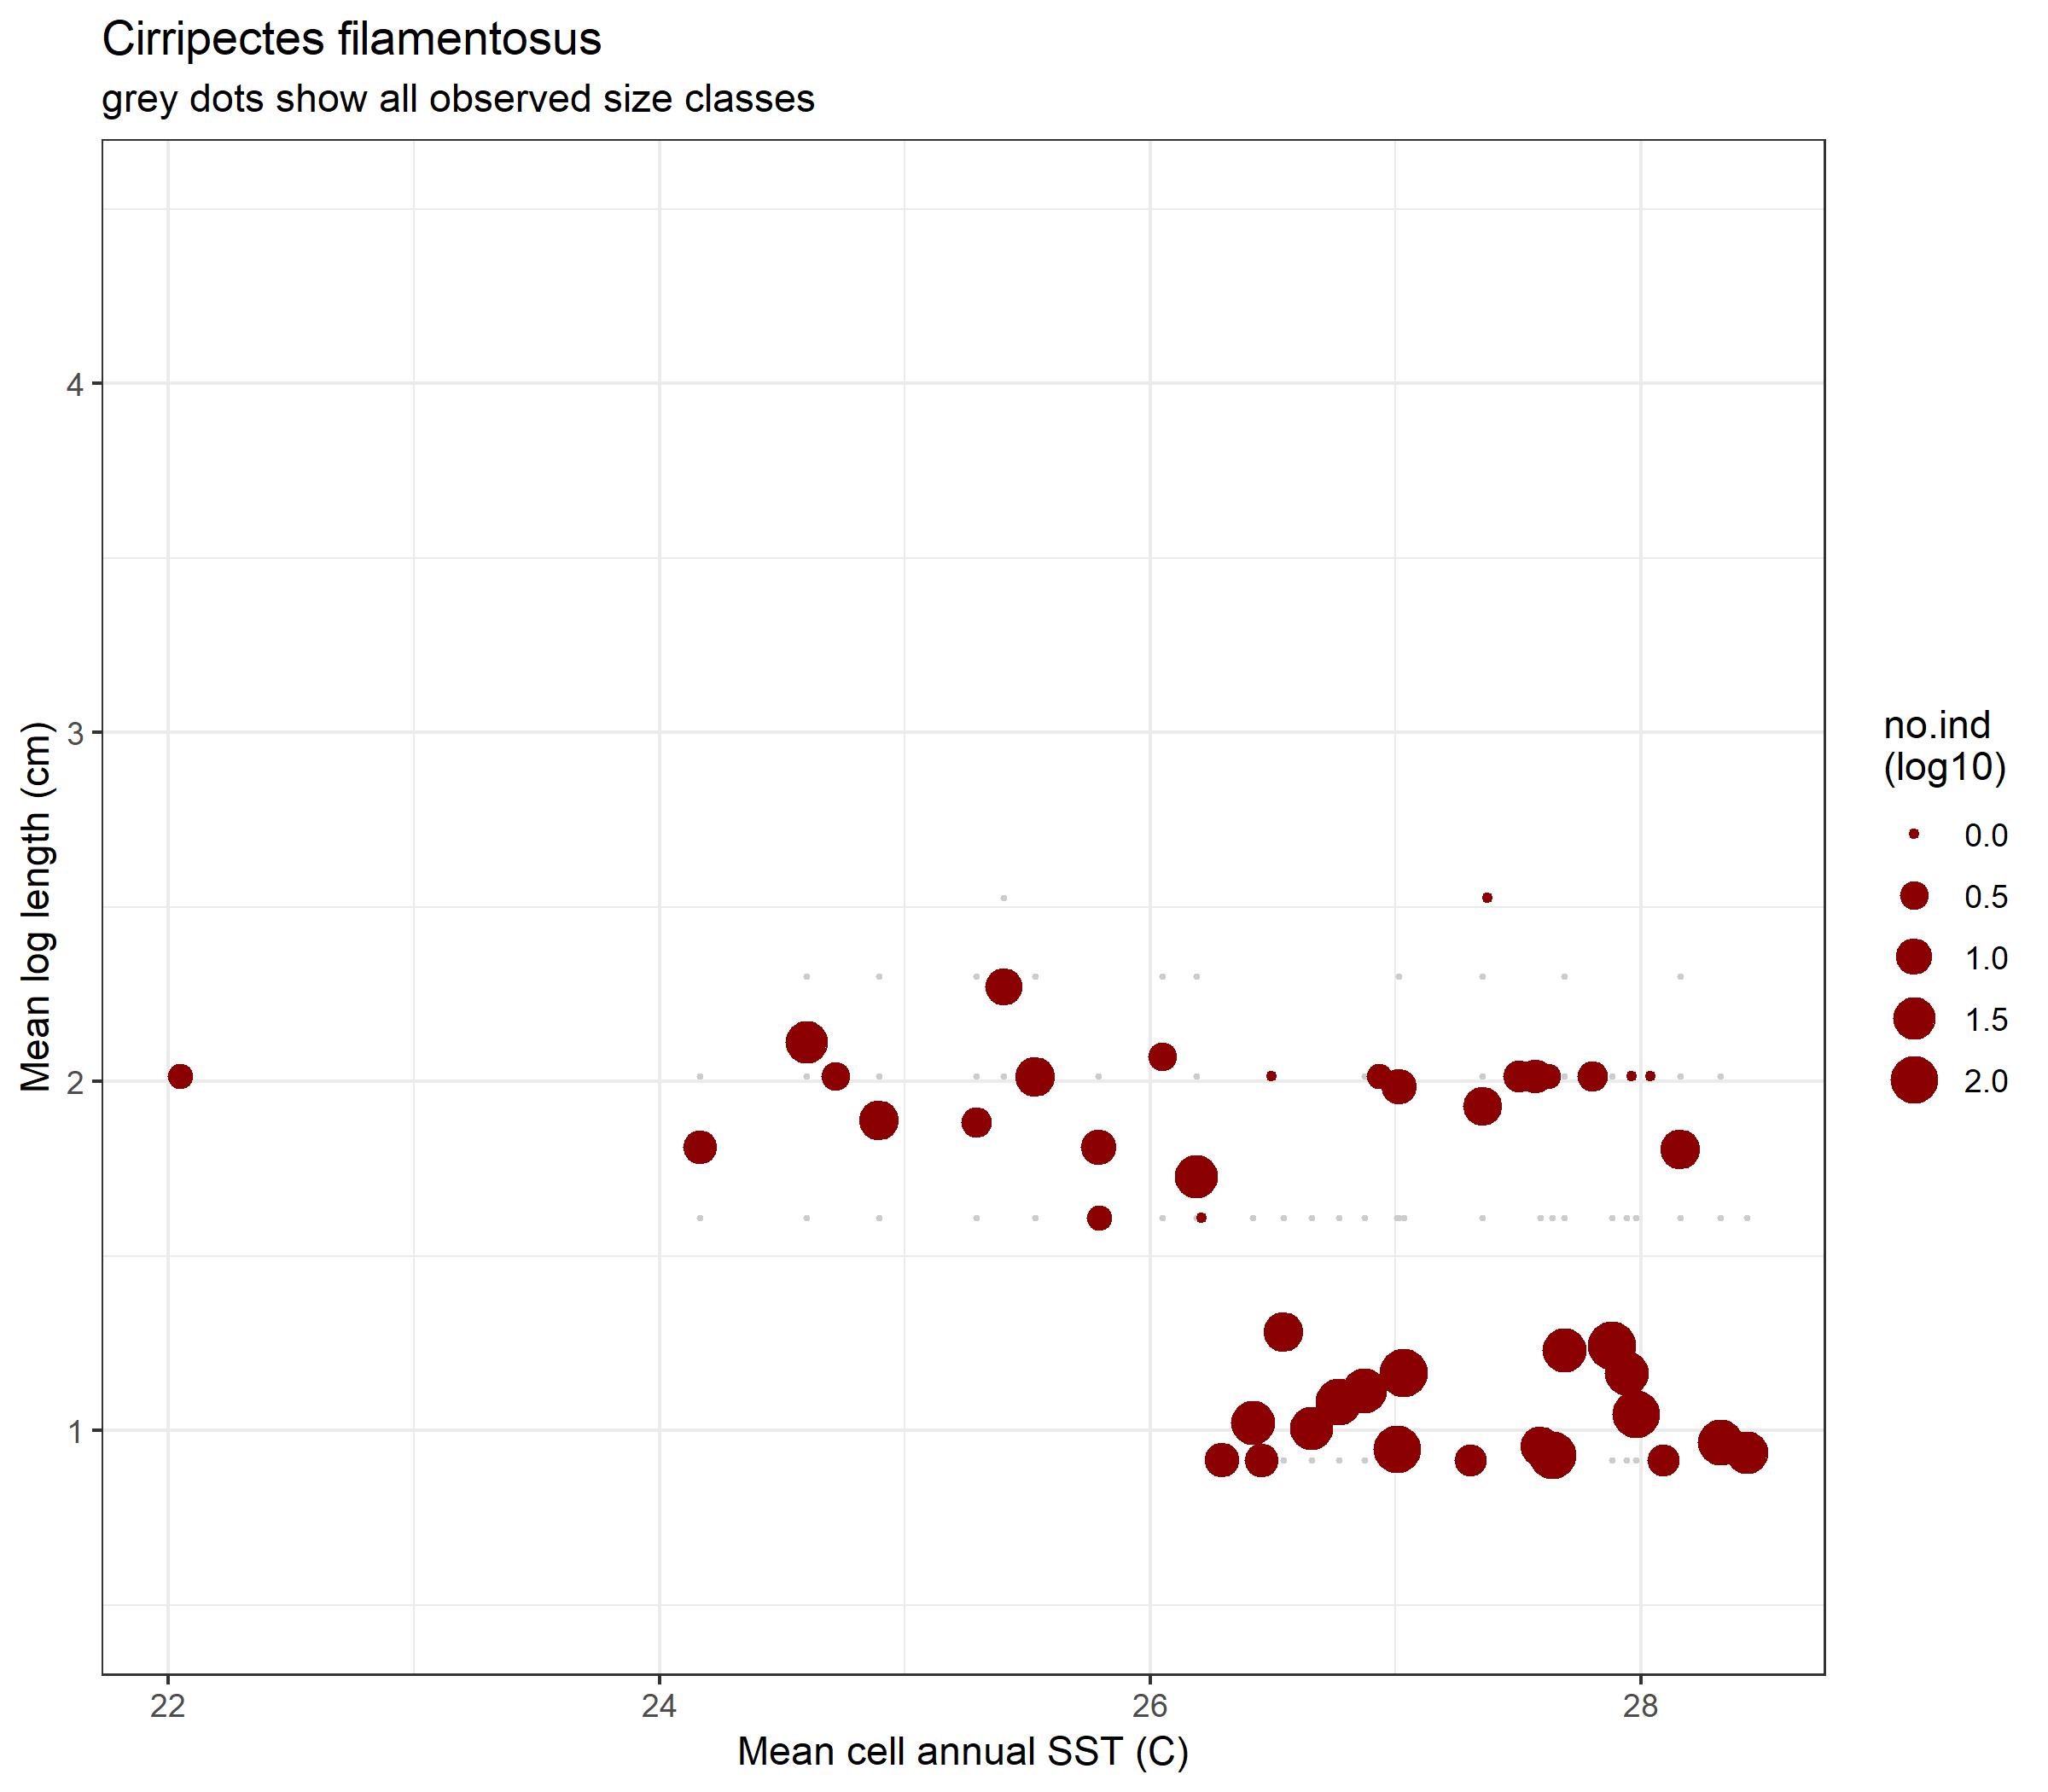 Cirripectes filamentosus
grey dots show all observed size classes
Mean log length (cm)
4
3
2
1
22
24
26
28
Mean cell annual SST (C)
no.ind
(log10)
0.0
0.5
1.0
1.5
2.0